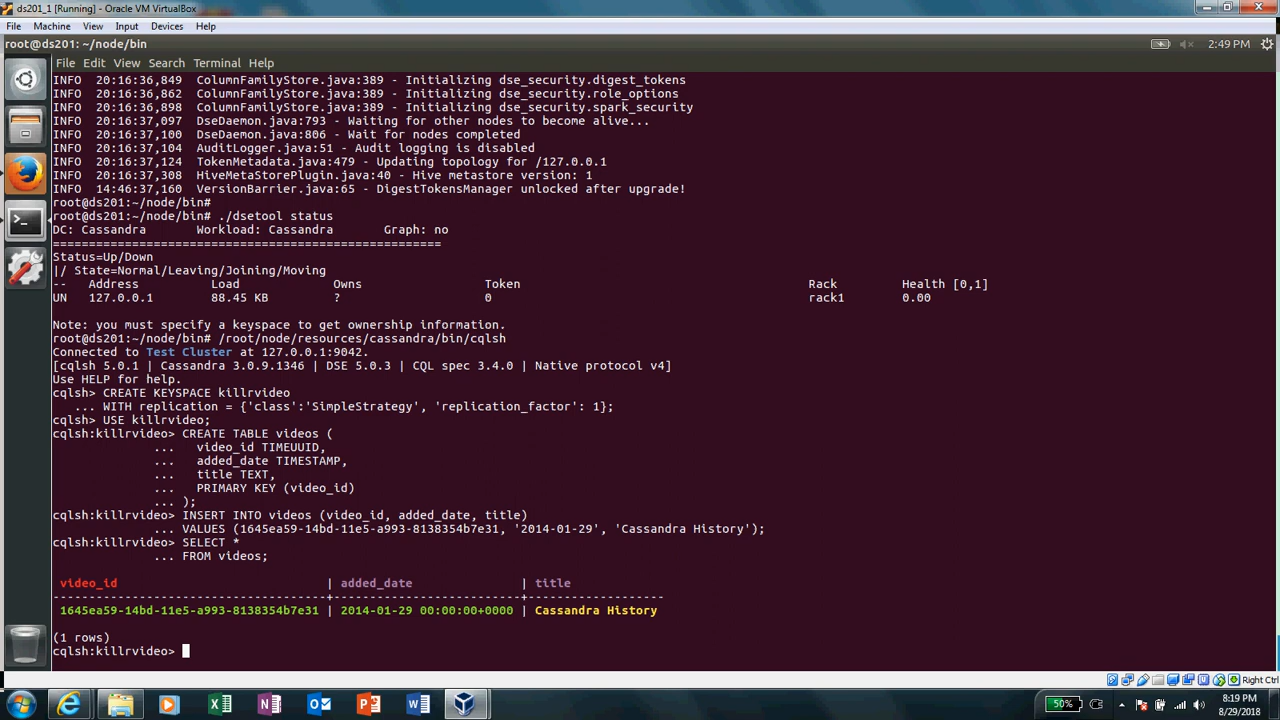 ds201_1 [Running] - Oracle VM VirtualBox
File Machine View Input Devices Help
root@ds201: ~/node/bin 2:49 PM
File Edit View Search Terminal Help
INFO  20:16:36,849  ColumnFamilyStore.java:389 - Initializing dse_security.digest_tokens
INFO  20:16:36,862  ColumnFamilyStore.java:389 - Initializing dse_security.role_options
INFO  20:16:36,898  ColumnFamilyStore.java:389 - Initializing dse_security.spark_security
INFO  20:16:37,097  DseDaemon.java:793 - Waiting for other nodes to become alive...
INFO  20:16:37,100  DseDaemon.java:806 - Wait for nodes completed
INFO  20:16:37,104  AuditLogger.java:51 - Audit logging is disabled
INFO  20:16:37,124  TokenMetadata.java:479 - Updating topology for /127.0.0.1
INFO  20:16:37,308  HiveMetaStorePlugin.java:40 - Hive metastore version: 1
INFO  14:46:37,160  VersionBarrier.java:65 - DigestTokensManager unlocked after upgrade!
root@ds201:~/node/bin#
root@ds201:~/node/bin# ./dsetool status
DC: Cassandra       Workload: Cassandra       Graph: no
======================================================
Status=Up/Down
|/ State=Normal/Leaving/Joining/Moving
--   Address          Load             Owns                 Token                                        Rack         Health [0,1]
UN   127.0.0.1        88.45 KB         ?                    0                                            rack1        0.00
Note: you must specify a keyspace to get ownership information.
root@ds201:~/node/bin# /root/node/resources/cassandra/bin/cqlsh
Connected to Test Cluster at 127.0.0.1:9042.
[cqlsh 5.0.1 | Cassandra 3.0.9.1346 | DSE 5.0.3 | CQL spec 3.4.0 | Native protocol v4]
Use HELP for help.
cqlsh> CREATE KEYSPACE killrvideo
   ... WITH replication = {'class':'SimpleStrategy', 'replication_factor': 1};
cqlsh> USE killrvideo;
cqlsh:killrvideo> CREATE TABLE videos (
              ...   video_id TIMEUUID,
              ...   added_date TIMESTAMP,
              ...   title TEXT,
              ...   PRIMARY KEY (video_id)
              ... );
cqlsh:killrvideo> INSERT INTO videos (video_id, added_date, title)
              ... VALUES (1645ea59-14bd-11e5-a993-8138354b7e31, '2014-01-29', 'Cassandra History');
cqlsh:killrvideo> SELECT *
              ... FROM videos;
 video_id                             | added_date               | title
--------------------------------------+--------------------------+-------------------
 1645ea59-14bd-11e5-a993-8138354b7e31 | 2014-01-29 00:00:00+0000 | Cassandra History
(1 rows)
cqlsh:killrvideo>
Right Ctrl
50% 8:19 PM
8/29/2018